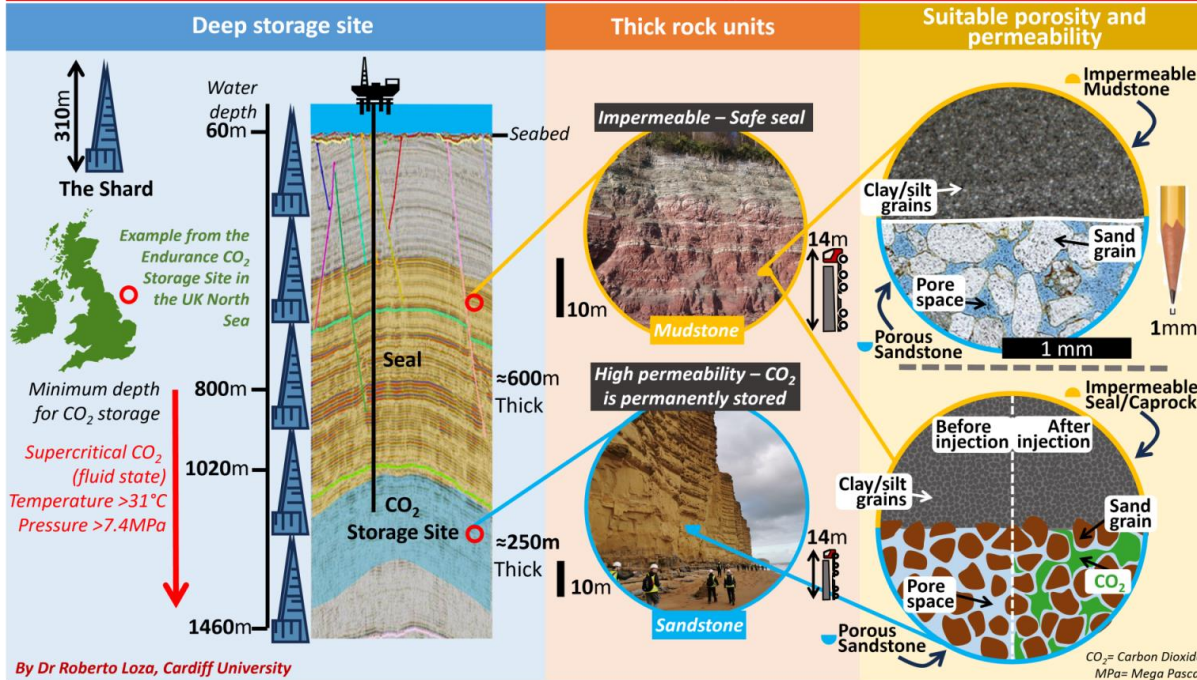 Deep storage site
Thick rock units
Suitable porosity and
permeability
310m
The Shard
Water
depth
60m
Seabed
Example from the
Endurance CO₂
Storage Site in
the UK North
Sea
Minimum depth
for CO₂ storage
800m
Supercritical CO₂
(fluid state)
Temperature >31°C
Pressure >7.4MPa
1020m
1460m
Seal
≈600m
Thick
CO₂
Storage Site
≈250m
Thick
By Dr Roberto Loza, Cardiff University
Impermeable – Safe seal
10m
14m
Mudstone
High permeability – CO₂
is permanently stored
10m
14m
Sandstone
Impermeable
Mudstone
Clay/silt
grains
Sand
grain
Pore
space
Porous
Sandstone
1 mm
1mm
Impermeable
Seal/Caprock
Before
injection
After
injection
Clay/silt
grains
Sand
grain
CO₂
Pore
space
Porous
Sandstone
CO₂= Carbon Dioxide
MPa= Mega Pasca